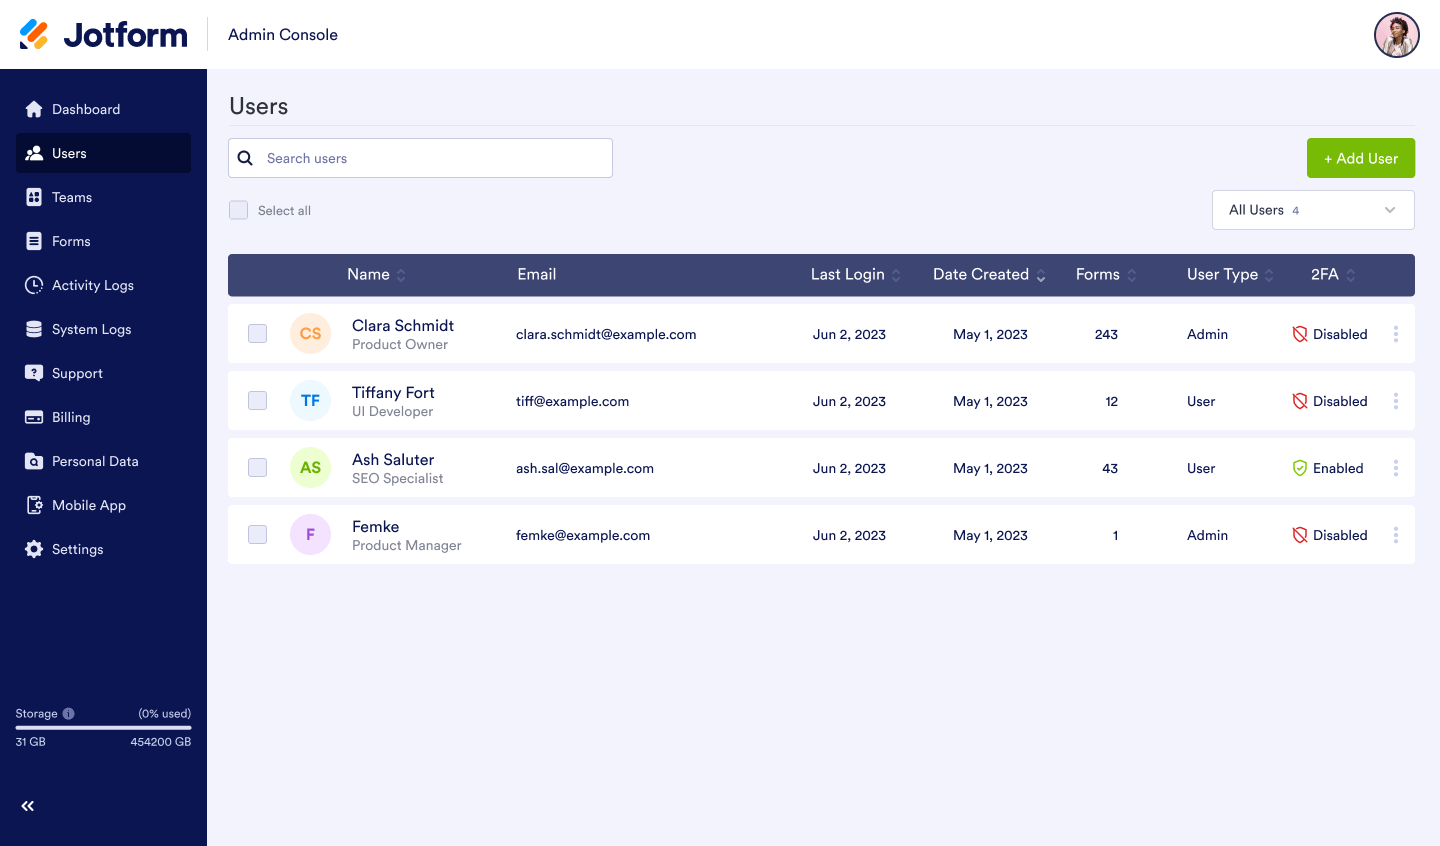 Jotform
Admin Console
Dashboard
Users
Teams
Forms
Activity Logs
System Logs
Support
Billing
Personal Data
Mobile App
Settings
Storage (0% used)
31 GB 454200 GB
Users
Search users
+ Add User
Select all
All Users 4
Name Email Last Login Date Created Forms User Type 2FA
CS Clara Schmidt
Product Owner
clara.schmidt@example.com Jun 2, 2023 May 1, 2023 243 Admin Disabled
TF Tiffany Fort
UI Developer
tiff@example.com Jun 2, 2023 May 1, 2023 12 User Disabled
AS Ash Saluter
SEO Specialist
ash.sal@example.com Jun 2, 2023 May 1, 2023 43 User Enabled
F Femke
Product Manager
femke@example.com Jun 2, 2023 May 1, 2023 1 Admin Disabled